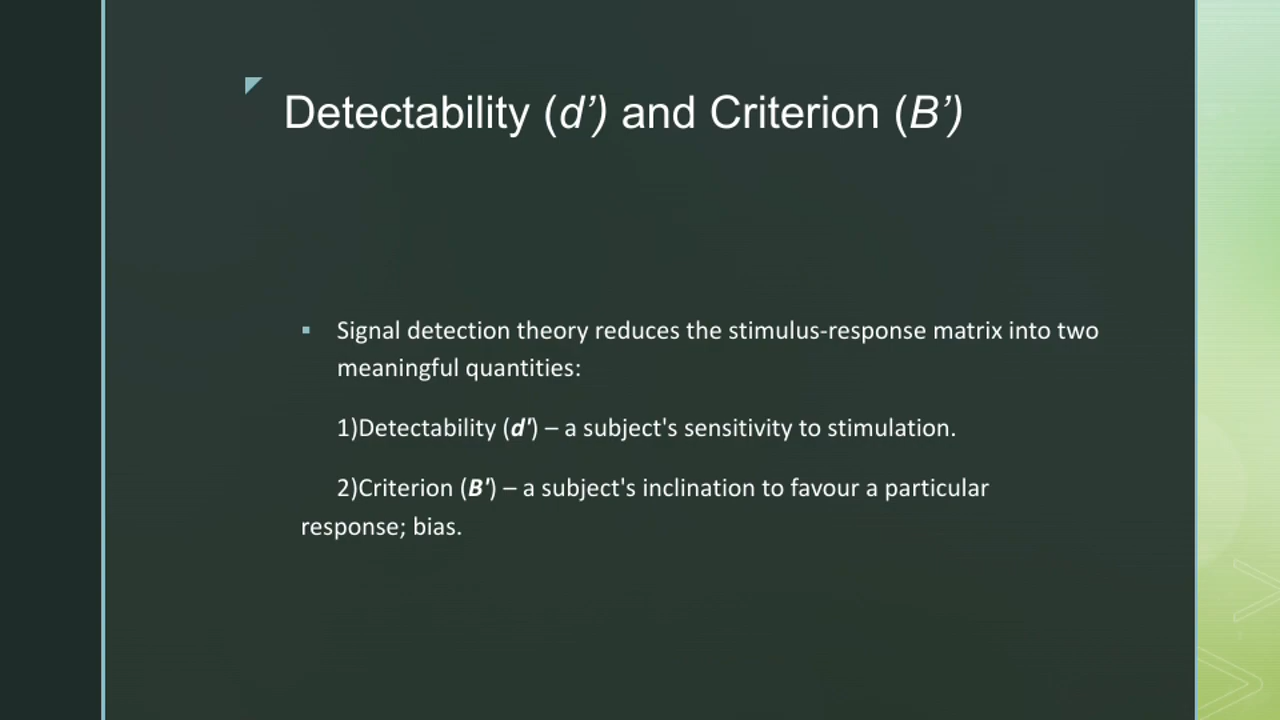 Detectability (d’) and Criterion (B’)
▪ Signal detection theory reduces the stimulus-response matrix into two
meaningful quantities:
1)Detectability (d') – a subject's sensitivity to stimulation.
2)Criterion (B') – a subject's inclination to favour a particular
response; bias.